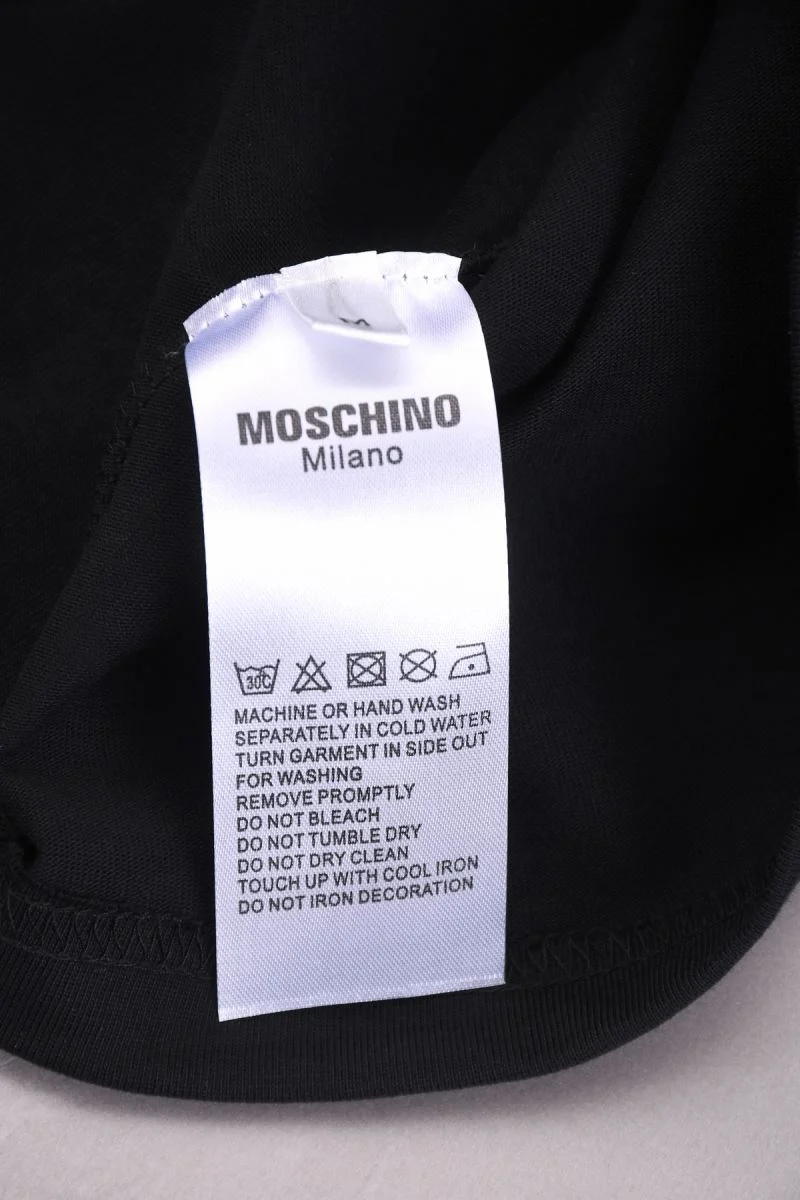 M
MOSCHINO
Milano
30C
MACHINE OR HAND WASH
SEPARATELY IN COLD WATER
TURN GARMENT IN SIDE OUT
FOR WASHING
REMOVE PROMPTLY
DO NOT BLEACH
DO NOT TUMBLE DRY
DO NOT DRY CLEAN
TOUCH UP WITH COOL IRON
DO NOT IRON DECORATION